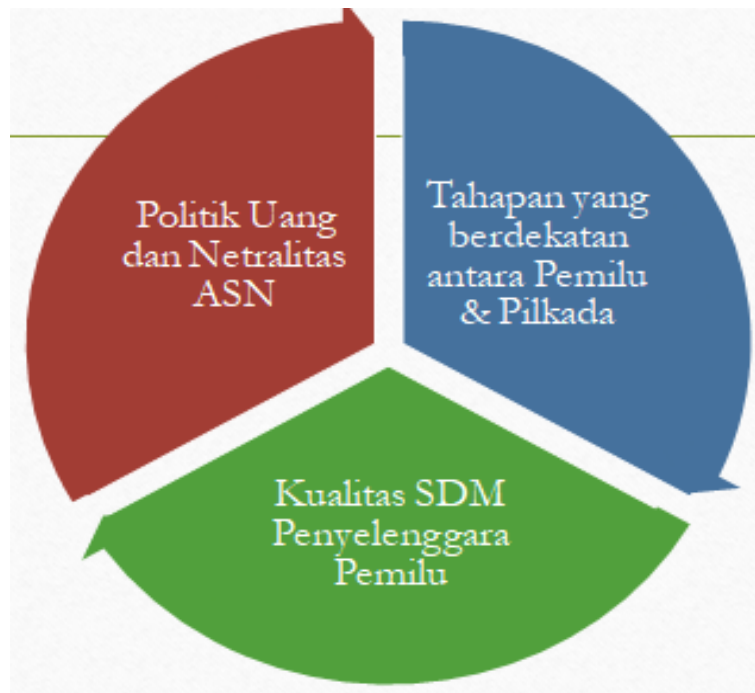 Politik Uang
dan Netralitas
ASN
Tahapan yang
berdekatan
antara Pemilu
& Pilkada
Kualitas SDM
Penyelenggara
Pemilu